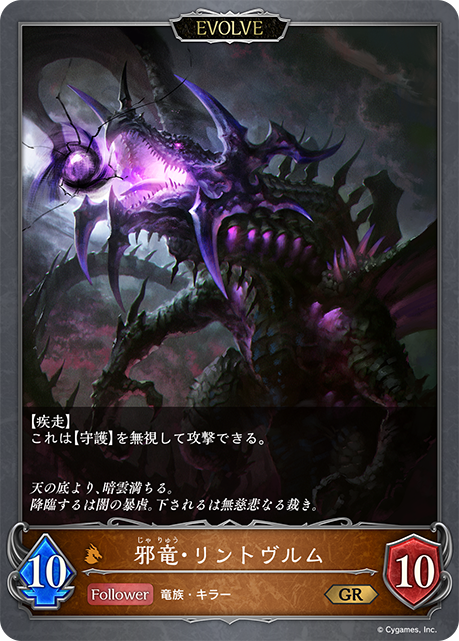 EVOLVE
【疾走】
これは【守護】を無視して攻撃できる。
天の底より、暗雲満ちる。
降臨するは闇の暴虐。下されるは無慈悲なる裁き。
じゃ りゅう
邪竜・リントヴルム
10
Follower 竜族・キラー GR
10
© Cygames, Inc.